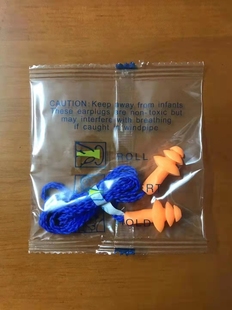 CAUTION: Keep away from infants.
These earplugs are non-toxic but
may interfere with breathing
if caught in windpipe.
ROLL